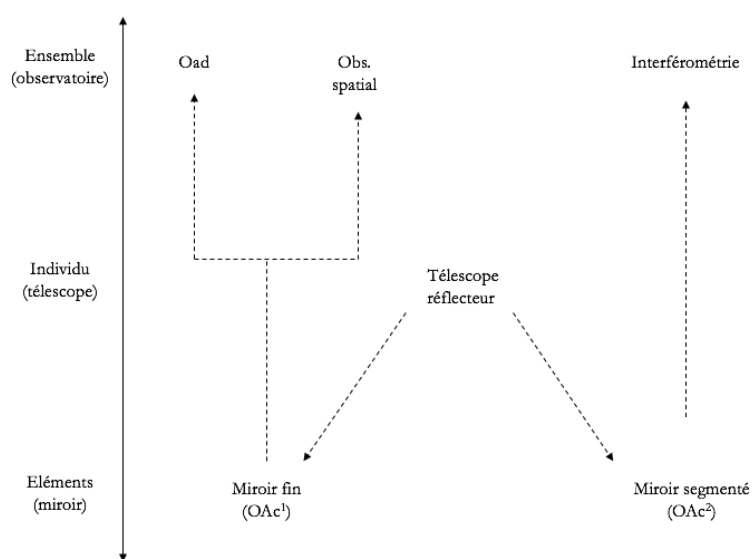 Ensemble
(observatoire)
Oad
Obs.
spatial
Interférométrie
Individu
(télescope)
Télescope
réflecteur
Eléments
(miroir)
Miroir fin
(OAc¹)
Miroir segmenté
(OAc²)